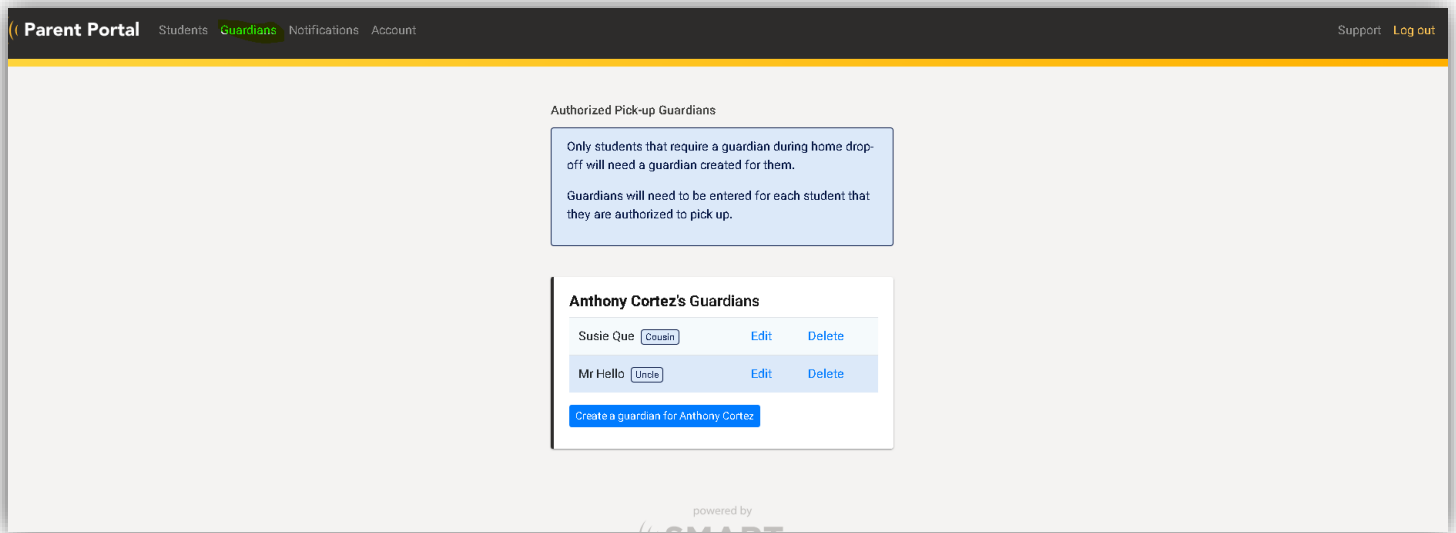 Parent Portal Students Guardians Notifications Account Support Log out
Authorized Pick-up Guardians
Only students that require a guardian during home drop-
off will need a guardian created for them.
Guardians will need to be entered for each student that
they are authorized to pick up.
Anthony Cortez's Guardians
Susie Que Cousin Edit Delete
Mr Hello Uncle Edit Delete
Create a guardian for Anthony Cortez
powered by
SMART